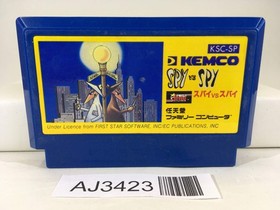 KSC-SP
KEMCO
SPY vs SPY
スパイvsスパイ
任天堂
ファミリーコンピュータ
Under Licence from FIRST STAR SOFTWARE, INC/EC PUBLICATIONS, INC
AJ3423